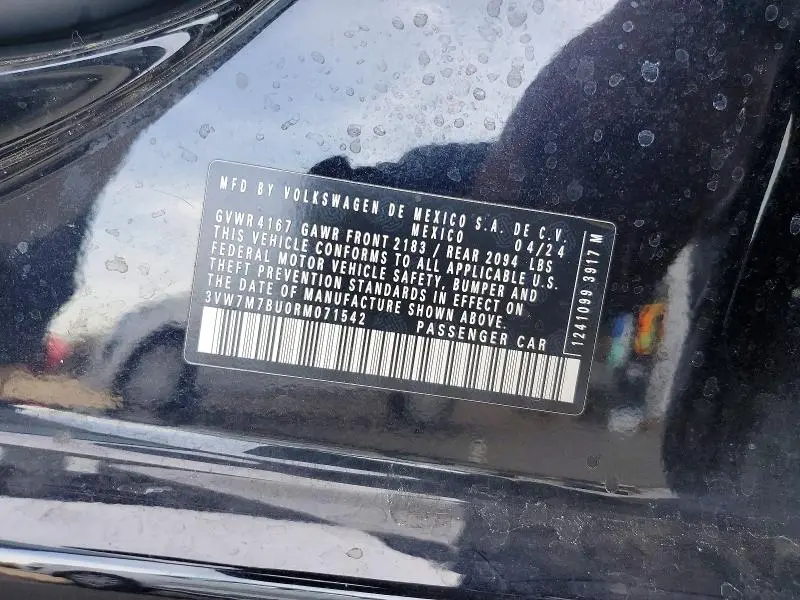 MFD BY VOLKSWAGEN DE MEXICO S.A. DE C.V.
MEXICO 04/24
GVWR 4167 GAWR FRONT 2183 / REAR 2094 LBS
THIS VEHICLE CONFORMS TO ALL APPLICABLE U.S.
FEDERAL MOTOR VEHICLE SAFETY, BUMPER AND
THEFT PREVENTION STANDARDS IN EFFECT ON
THE DATE OF MANUFACTURE SHOWN ABOVE.
3VW7M7BU0RM071542 PASSENGER CAR
1241099 3917 M